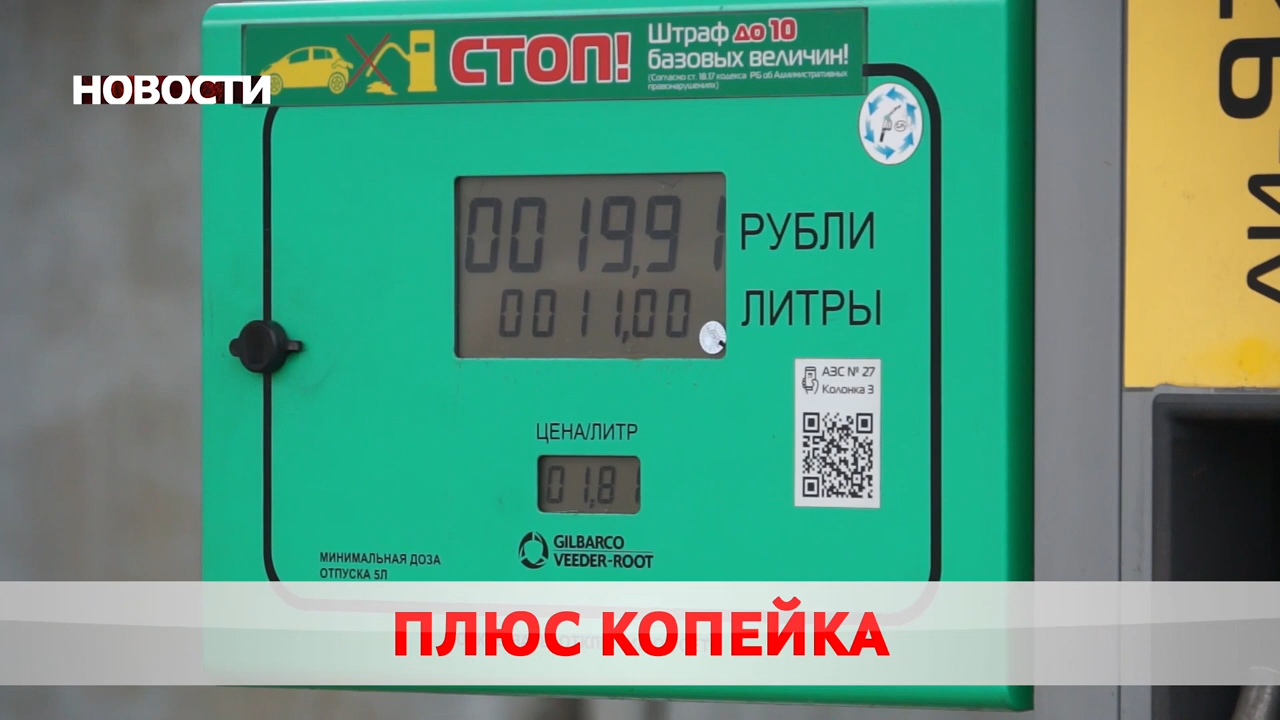 НОВОСТИ
СТОП!
Штраф до 10
базовых величин!
(Согласно ст. 18.17 кодекса РБ об Административных
правонарушениях)
0019,91 РУБЛИ
0011,00 ЛИТРЫ
АЗС № 27
Колонка 3
ЦЕНА/ЛИТР
01,81
GILBARCO
VEEDER-ROOT
МИНИМАЛЬНАЯ ДОЗА
ОТПУСКА 5Л
ПЛЮС КОПЕЙКА